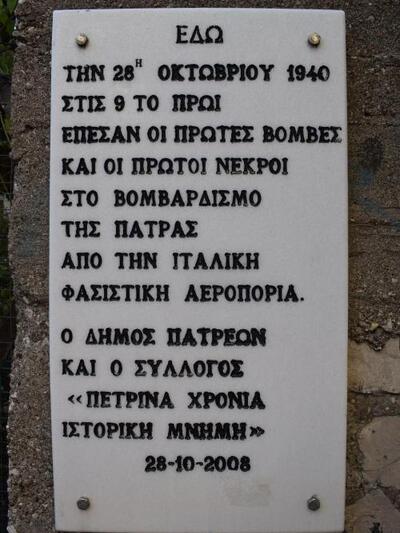 ΕΔΩ
ΤΗΝ 28Η ΟΚΤΩΒΡΙΟΥ 1940
ΣΤΙΣ 9 ΤΟ ΠΡΩΙ
ΕΠΕΣΑΝ ΟΙ ΠΡΩΤΕΣ ΒΟΜΒΕΣ
ΚΑΙ ΟΙ ΠΡΩΤΟΙ ΝΕΚΡΟΙ
ΣΤΟ ΒΟΜΒΑΡΔΙΣΜΟ
ΤΗΣ ΠΑΤΡΑΣ
ΑΠΟ ΤΗΝ ΙΤΑΛΙΚΗ
ΦΑΣΙΣΤΙΚΗ ΑΕΡΟΠΟΡΙΑ.
Ο ΔΗΜΟΣ ΠΑΤΡΕΩΝ
ΚΑΙ Ο ΣΥΛΛΟΓΟΣ
«ΠΕΤΡΙΝΑ ΧΡΟΝΙΑ
ΙΣΤΟΡΙΚΗ ΜΝΗΜΗ»
28-10-2008